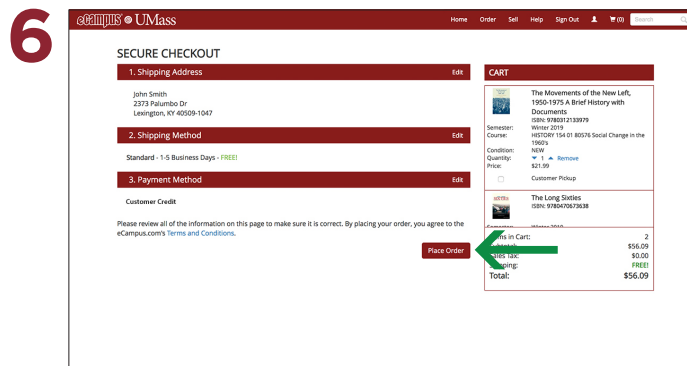 6
eCampus @ UMass
Home Order Sell Help Sign Out (0) Search
SECURE CHECKOUT
1. Shipping Address Edit
John Smith
2373 Palumbo Dr
Lexington, KY 40509-1047
2. Shipping Method Edit
Standard - 1-5 Business Days - FREE!
3. Payment Method Edit
Customer Credit
Please review all of the information on this page to make sure it is correct. By placing your order, you agree to the
eCampus.com's Terms and Conditions.
Place Order
CART
The Movements of the New Left,
1950-1975 A Brief History with
Documents
ISBN: 9780312133979
Semester: Winter 2019
Course: HISTORY 154 01 80576 Social Change in the
1960's
Condition: NEW
Quantity: 1 Remove
Price: $21.99
Customer Pickup
The Long Sixties
ISBN: 9780470673638
in Cart: 2
$56.09
Sales Tax: $0.00
FREE!
Total: $56.09